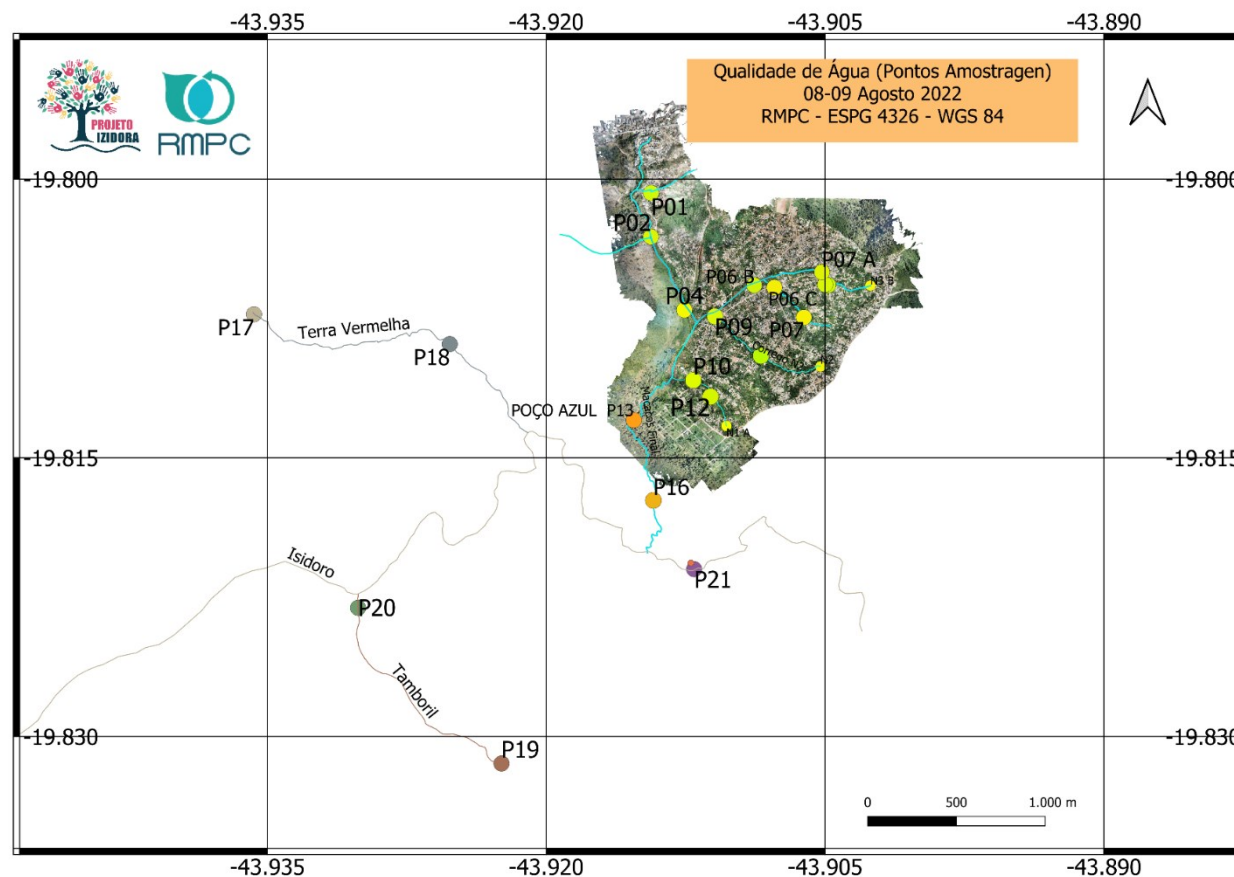 -43.935 -43.920 -43.905 -43.890
PROJETO
IZIDORA
RMPC
Qualidade de Água (Pontos Amostragen)
08-09 Agosto 2022
RMPC - ESPG 4326 - WGS 84
-19.800 -19.800
P01
P02
P07 A
P06 B
N3 B
P06 C
P04
P09
P07
P17
Terra Vermelha
P18
P10
P12
POÇO AZUL P13
N1 A
-19.815 -19.815
P16
P21
Isidoro
P20
Tamboril
-19.830 -19.830
P19
0 500 1.000 m
-43.935 -43.920 -43.905 -43.890